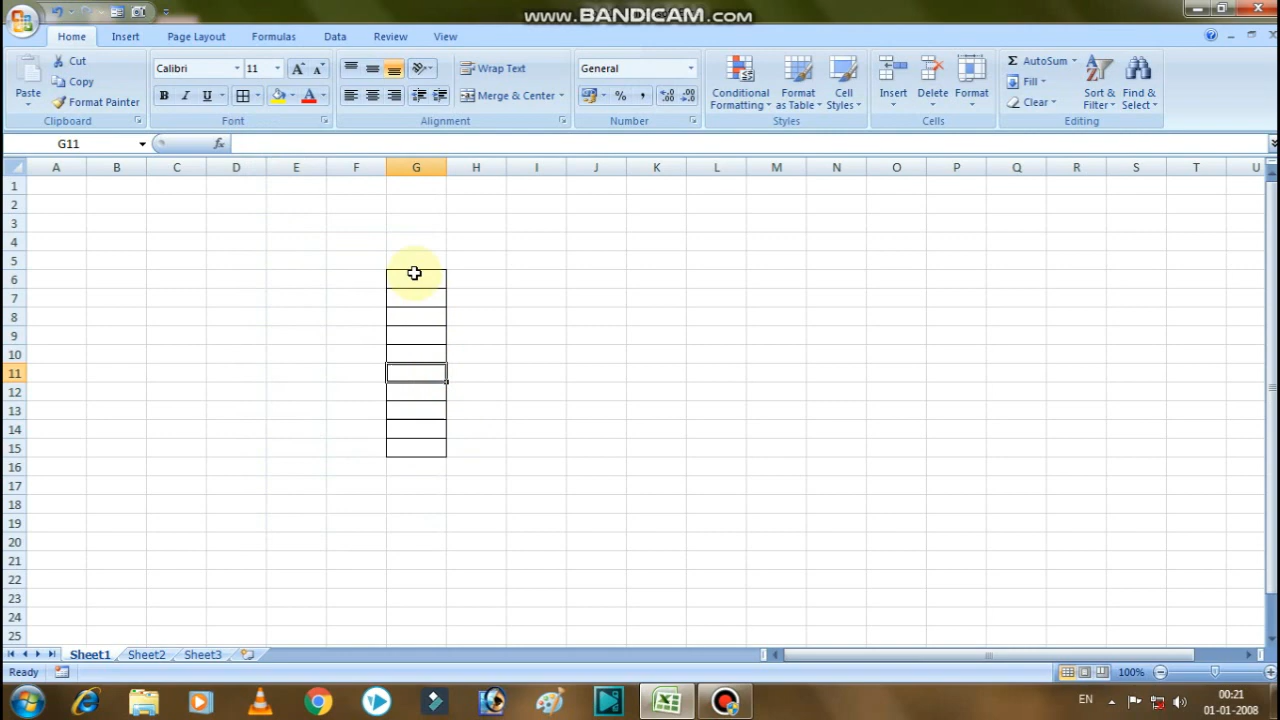 www.BANDICAM.com
Home Insert Page Layout Formulas Data Review View
Paste Cut Copy Format Painter Clipboard
Calibri 11 A A B I U A Font
Wrap Text Merge & Center Alignment
General % , .0 .00 .00 .0 Number
Conditional Formatting Format as Table Cell Styles Styles
Insert Delete Format Cells
Σ AutoSum Fill Clear Sort & Filter Find & Select Editing
G11 fx
A B C D E F G H I J K L M N O P Q R S T U
1
2
3
4
5
6
7
8
9
10
11
12
13
14
15
16
17
18
19
20
21
22
23
24
25
Sheet1 Sheet2 Sheet3
Ready 100%
EN 00:21
01-01-2008